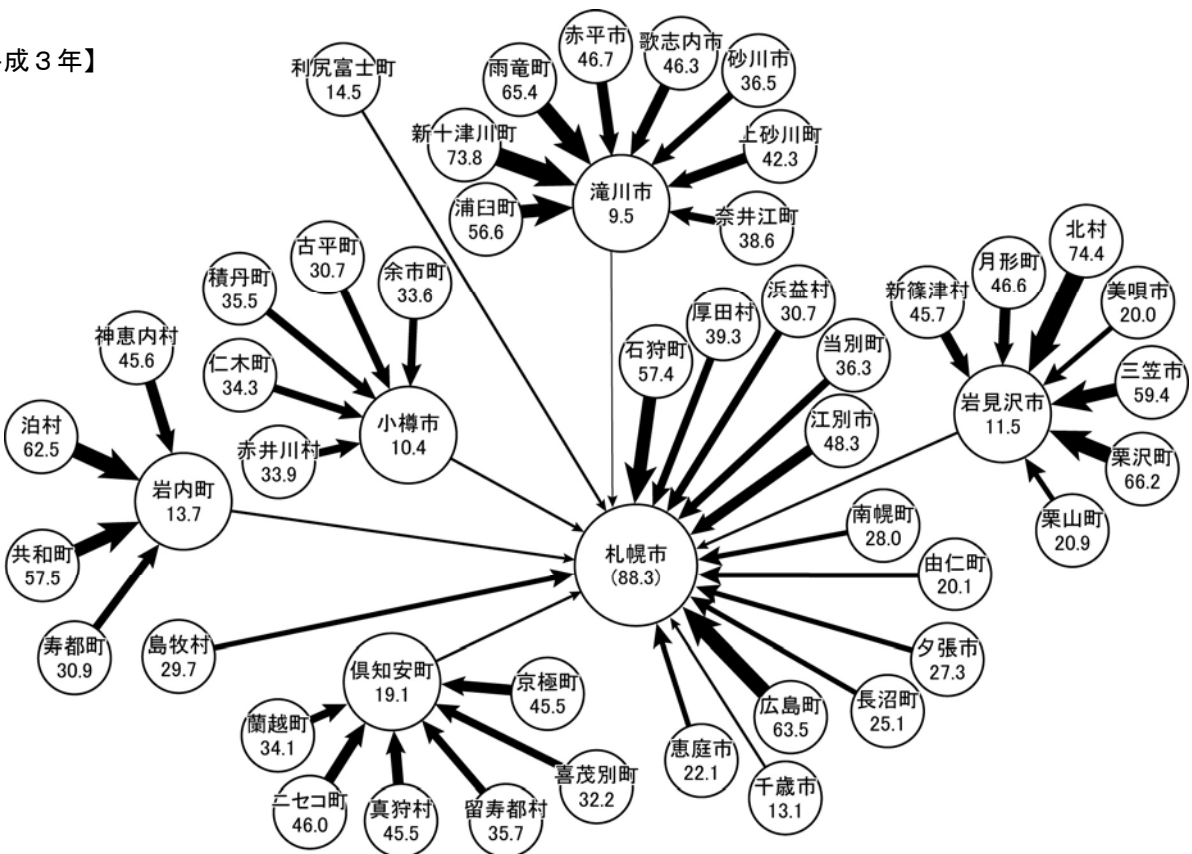 成３年】
利尻富士町
14.5
赤平市
46.7
歌志内市
46.3
砂川市
36.5
雨竜町
65.4
新十津川町
73.8
上砂川町
42.3
浦臼町
56.6
奈井江町
38.6
滝川市
9.5
古平町
30.7
余市町
33.6
積丹町
35.5
仁木町
34.3
赤井川村
33.9
小樽市
10.4
神恵内村
45.6
泊村
62.5
共和町
57.5
寿都町
30.9
岩内町
13.7
石狩町
57.4
厚田村
39.3
浜益村
30.7
当別町
36.3
江別市
48.3
新篠津村
45.7
月形町
46.6
北村
74.4
美唄市
20.0
三笠市
59.4
栗沢町
66.2
栗山町
20.9
岩見沢市
11.5
札幌市
(88.3)
南幌町
28.0
由仁町
20.1
夕張市
27.3
長沼町
25.1
広島町
63.5
千歳市
13.1
恵庭市
22.1
島牧村
29.7
倶知安町
19.1
京極町
45.5
蘭越町
34.1
ニセコ町
46.0
真狩村
45.5
留寿都村
35.7
喜茂別町
32.2